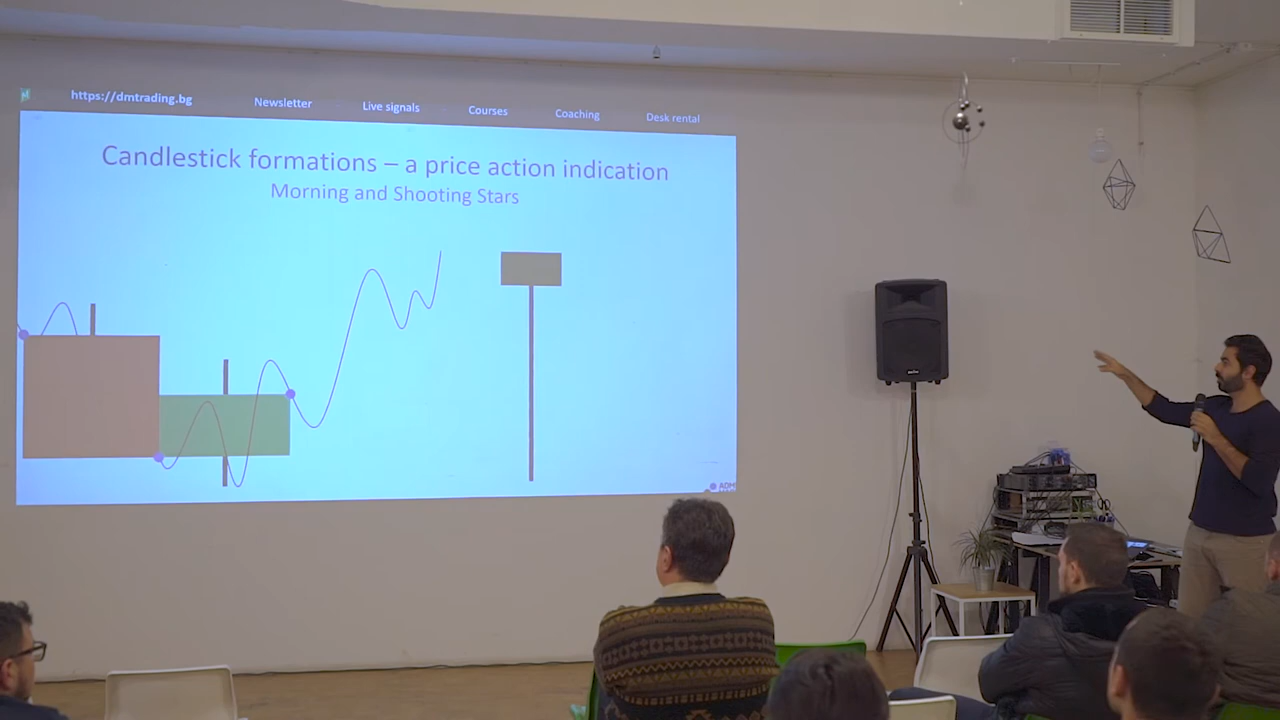 https://dmtrading.bg Newsletter Live signals Courses Coaching Desk rental
Candlestick formations – a price action indication
Morning and Shooting Stars
ADM